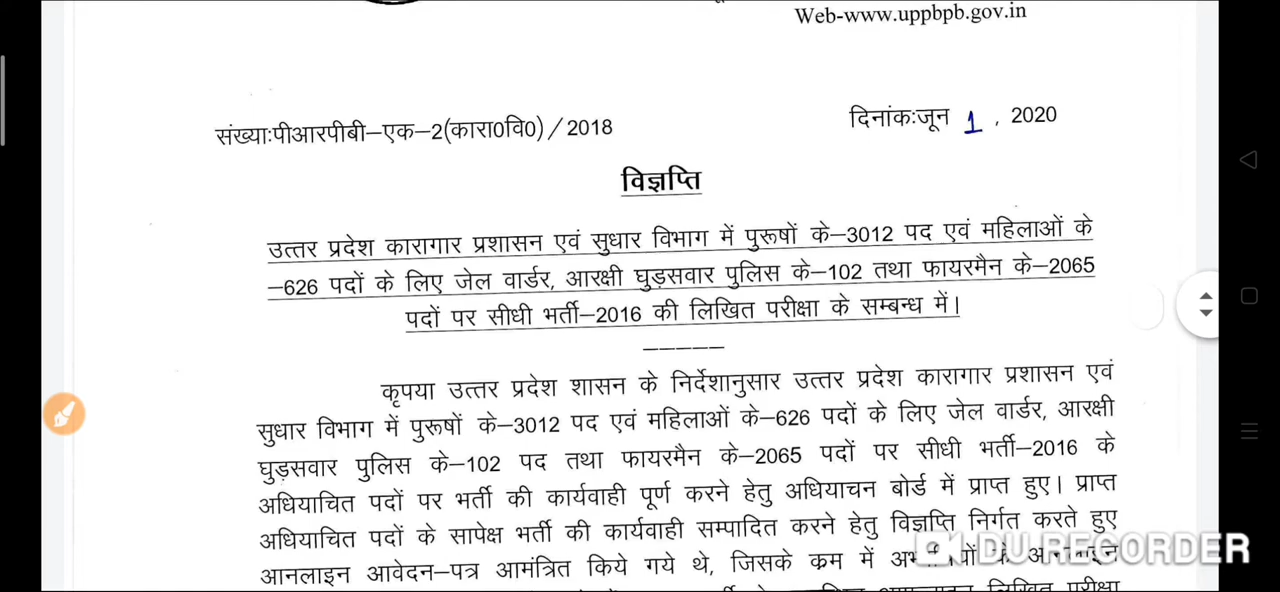 Web-www.uppbpb.gov.in
संख्याःपीआरपीबी–एक–2(कारा0वि0)/2018
दिनांकःजून 1, 2020
विज्ञप्ति
उत्तर प्रदेश कारागार प्रशासन एवं सुधार विभाग में पुरूषों के–3012 पद एवं महिलाओं के
–626 पदों के लिए जेल वार्डर, आरक्षी घुड़सवार पुलिस के–102 तथा फायरमैन के–2065
पदों पर सीधी भर्ती–2016 की लिखित परीक्षा के सम्बन्ध में।
–––––
कृपया उत्तर प्रदेश शासन के निर्देशानुसार उत्तर प्रदेश कारागार प्रशासन एवं
सुधार विभाग में पुरूषों के–3012 पद एवं महिलाओं के–626 पदों के लिए जेल वार्डर, आरक्षी
घुड़सवार पुलिस के–102 पद तथा फायरमैन के–2065 पदों पर सीधी भर्ती–2016 के
अधियाचित पदों पर भर्ती की कार्यवाही पूर्ण करने हेतु अधियाचन बोर्ड में प्राप्त हुए। प्राप्त
अधियाचित पदों के सापेक्ष भर्ती की कार्यवाही सम्पादित करने हेतु विज्ञप्ति निर्गत करते हुए
DU RECORDER
आनलाइन आवेदन–पत्र आमंत्रित किये गये थे, जिसके क्रम में के
लिखित परीक्षा